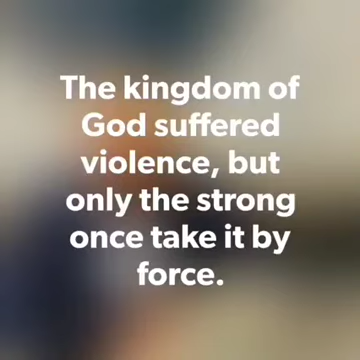 The kingdom of
God suffered
violence, but
only the strong
once take it by
force.